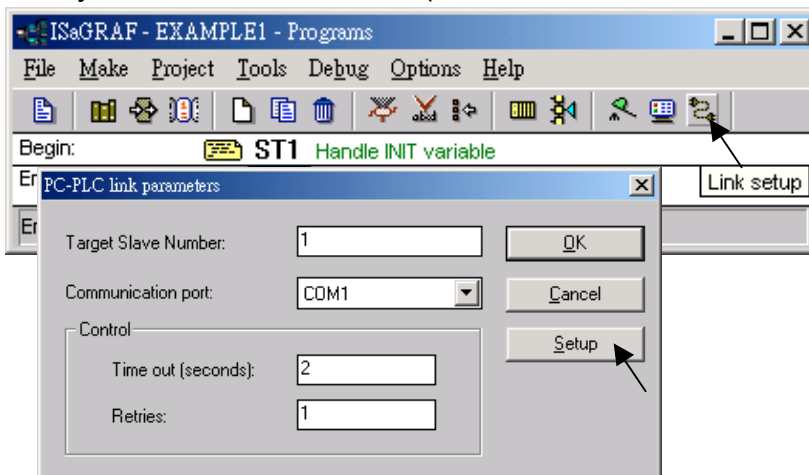 ISaGRAF - EXAMPLE1 - Programs
File Make Project Tools Debug Options Help
Begin: ST1 Handle INIT variable
Link setup
PC-PLC link parameters
Target Slave Number: 1 OK
Communication port: COM1 Cancel
Control Setup
Time out (seconds): 2
Retries: 1